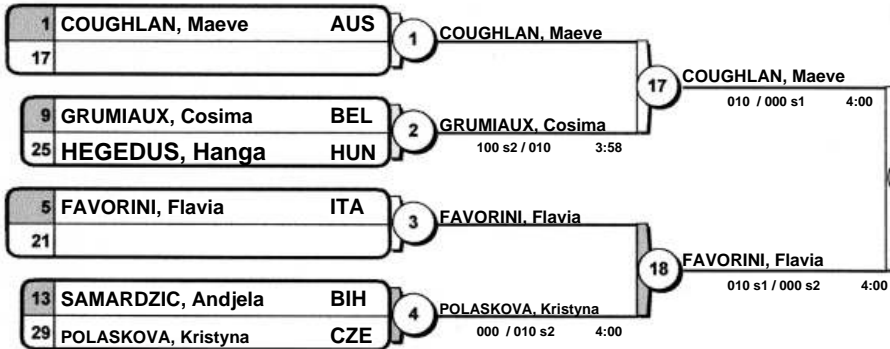 1 COUGHLAN, Maeve AUS
17
1 COUGHLAN, Maeve
9 GRUMIAUX, Cosima BEL
25 HEGEDUS, Hanga HUN
2 GRUMIAUX, Cosima
100 s2 / 010 3:58
17 COUGHLAN, Maeve
010 / 000 s1 4:00
5 FAVORINI, Flavia ITA
21
3 FAVORINI, Flavia
13 SAMARDZIC, Andjela BIH
29 POLASKOVA, Kristyna CZE
4 POLASKOVA, Kristyna
000 / 010 s2 4:00
18 FAVORINI, Flavia
010 s1 / 000 s2 4:00